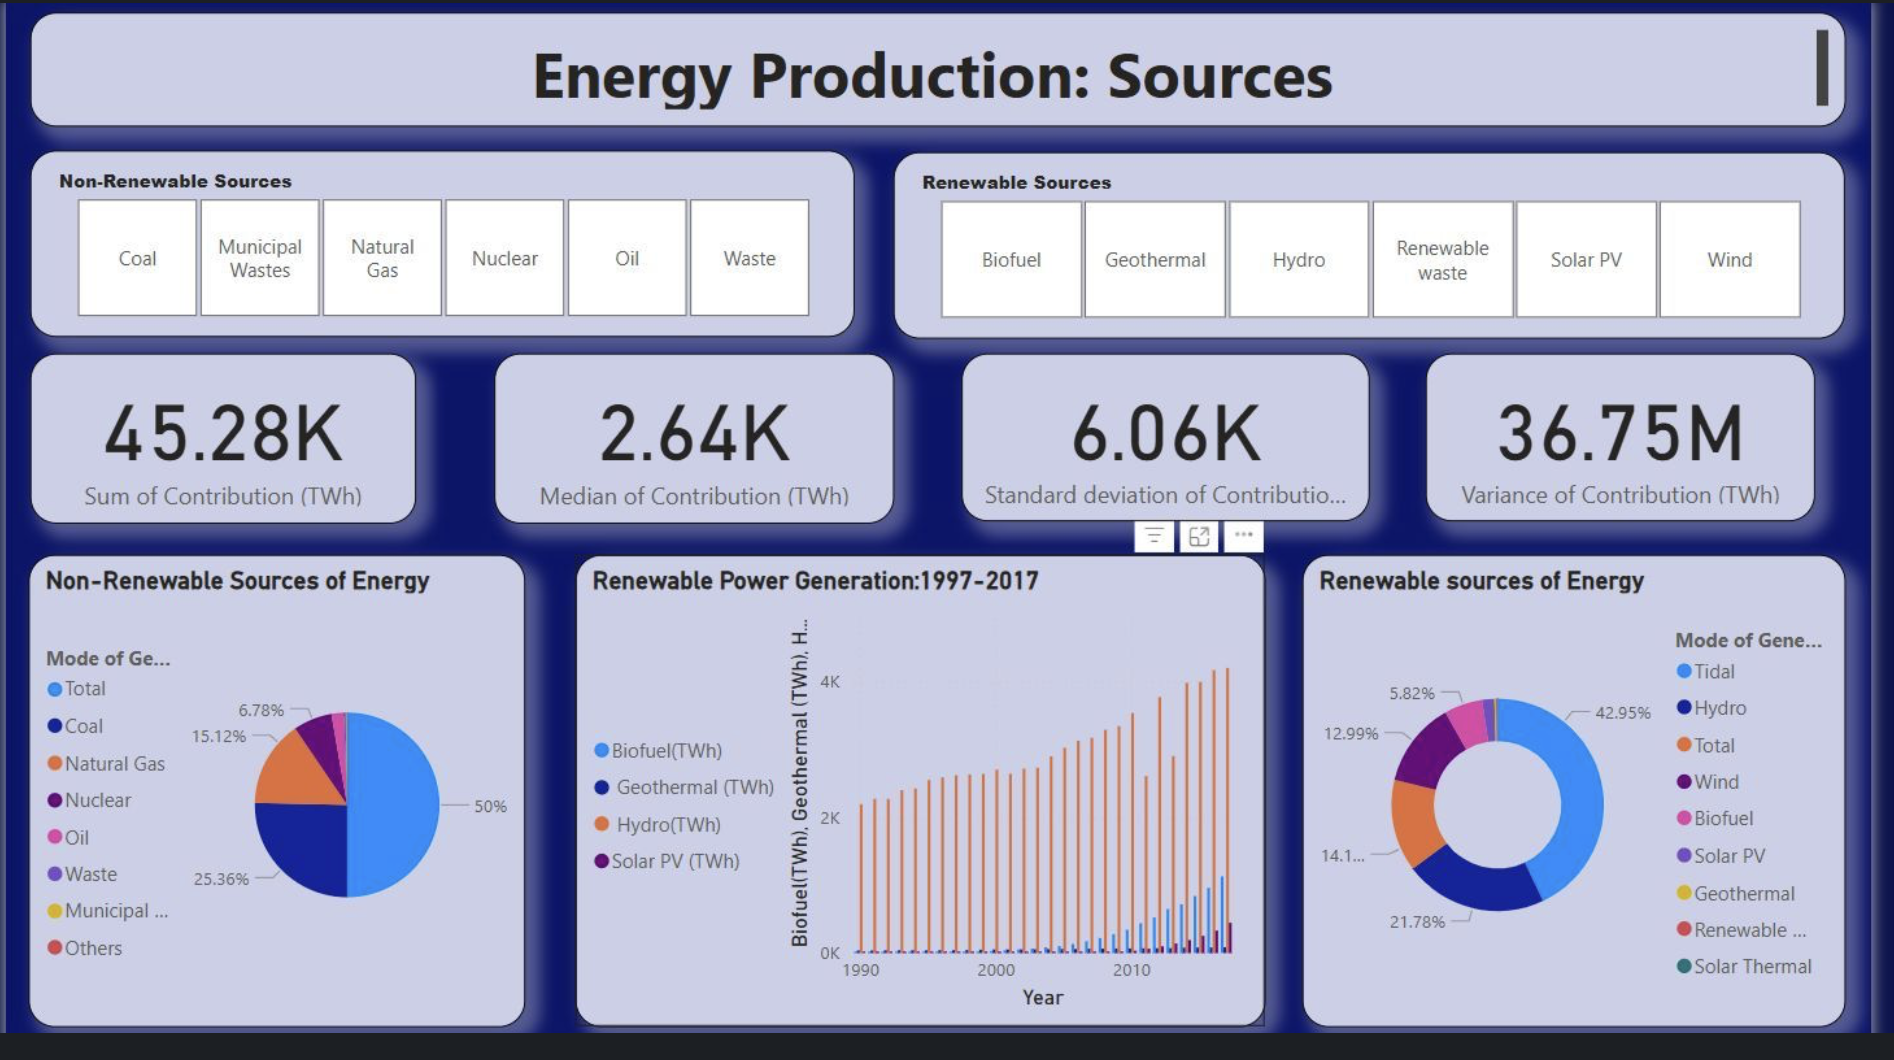 Energy Production: Sources
Non-Renewable Sources
Coal
Municipal
Wastes
Natural
Gas
Nuclear
Oil
Waste
Renewable Sources
Biofuel
Geothermal
Hydro
Renewable
waste
Solar PV
Wind
45.28K
Sum of Contribution (TWh)
2.64K
Median of Contribution (TWh)
6.06K
Standard deviation of Contributio...
36.75M
Variance of Contribution (TWh)
Non-Renewable Sources of Energy
Mode of Ge...
Total
Coal
Natural Gas
Nuclear
Oil
Waste
Municipal ...
Others
6.78%
15.12%
50%
25.36%
Renewable Power Generation:1997-2017
Biofuel(TWh)
Geothermal (TWh)
Hydro(TWh)
Solar PV (TWh)
Biofuel(TWh), Geothermal (TWh), H...
4K
2K
0K
1990
2000
2010
Year
Renewable sources of Energy
5.82%
42.95%
12.99%
14.1...
21.78%
Mode of Gene...
Tidal
Hydro
Total
Wind
Biofuel
Solar PV
Geothermal
Renewable ...
Solar Thermal